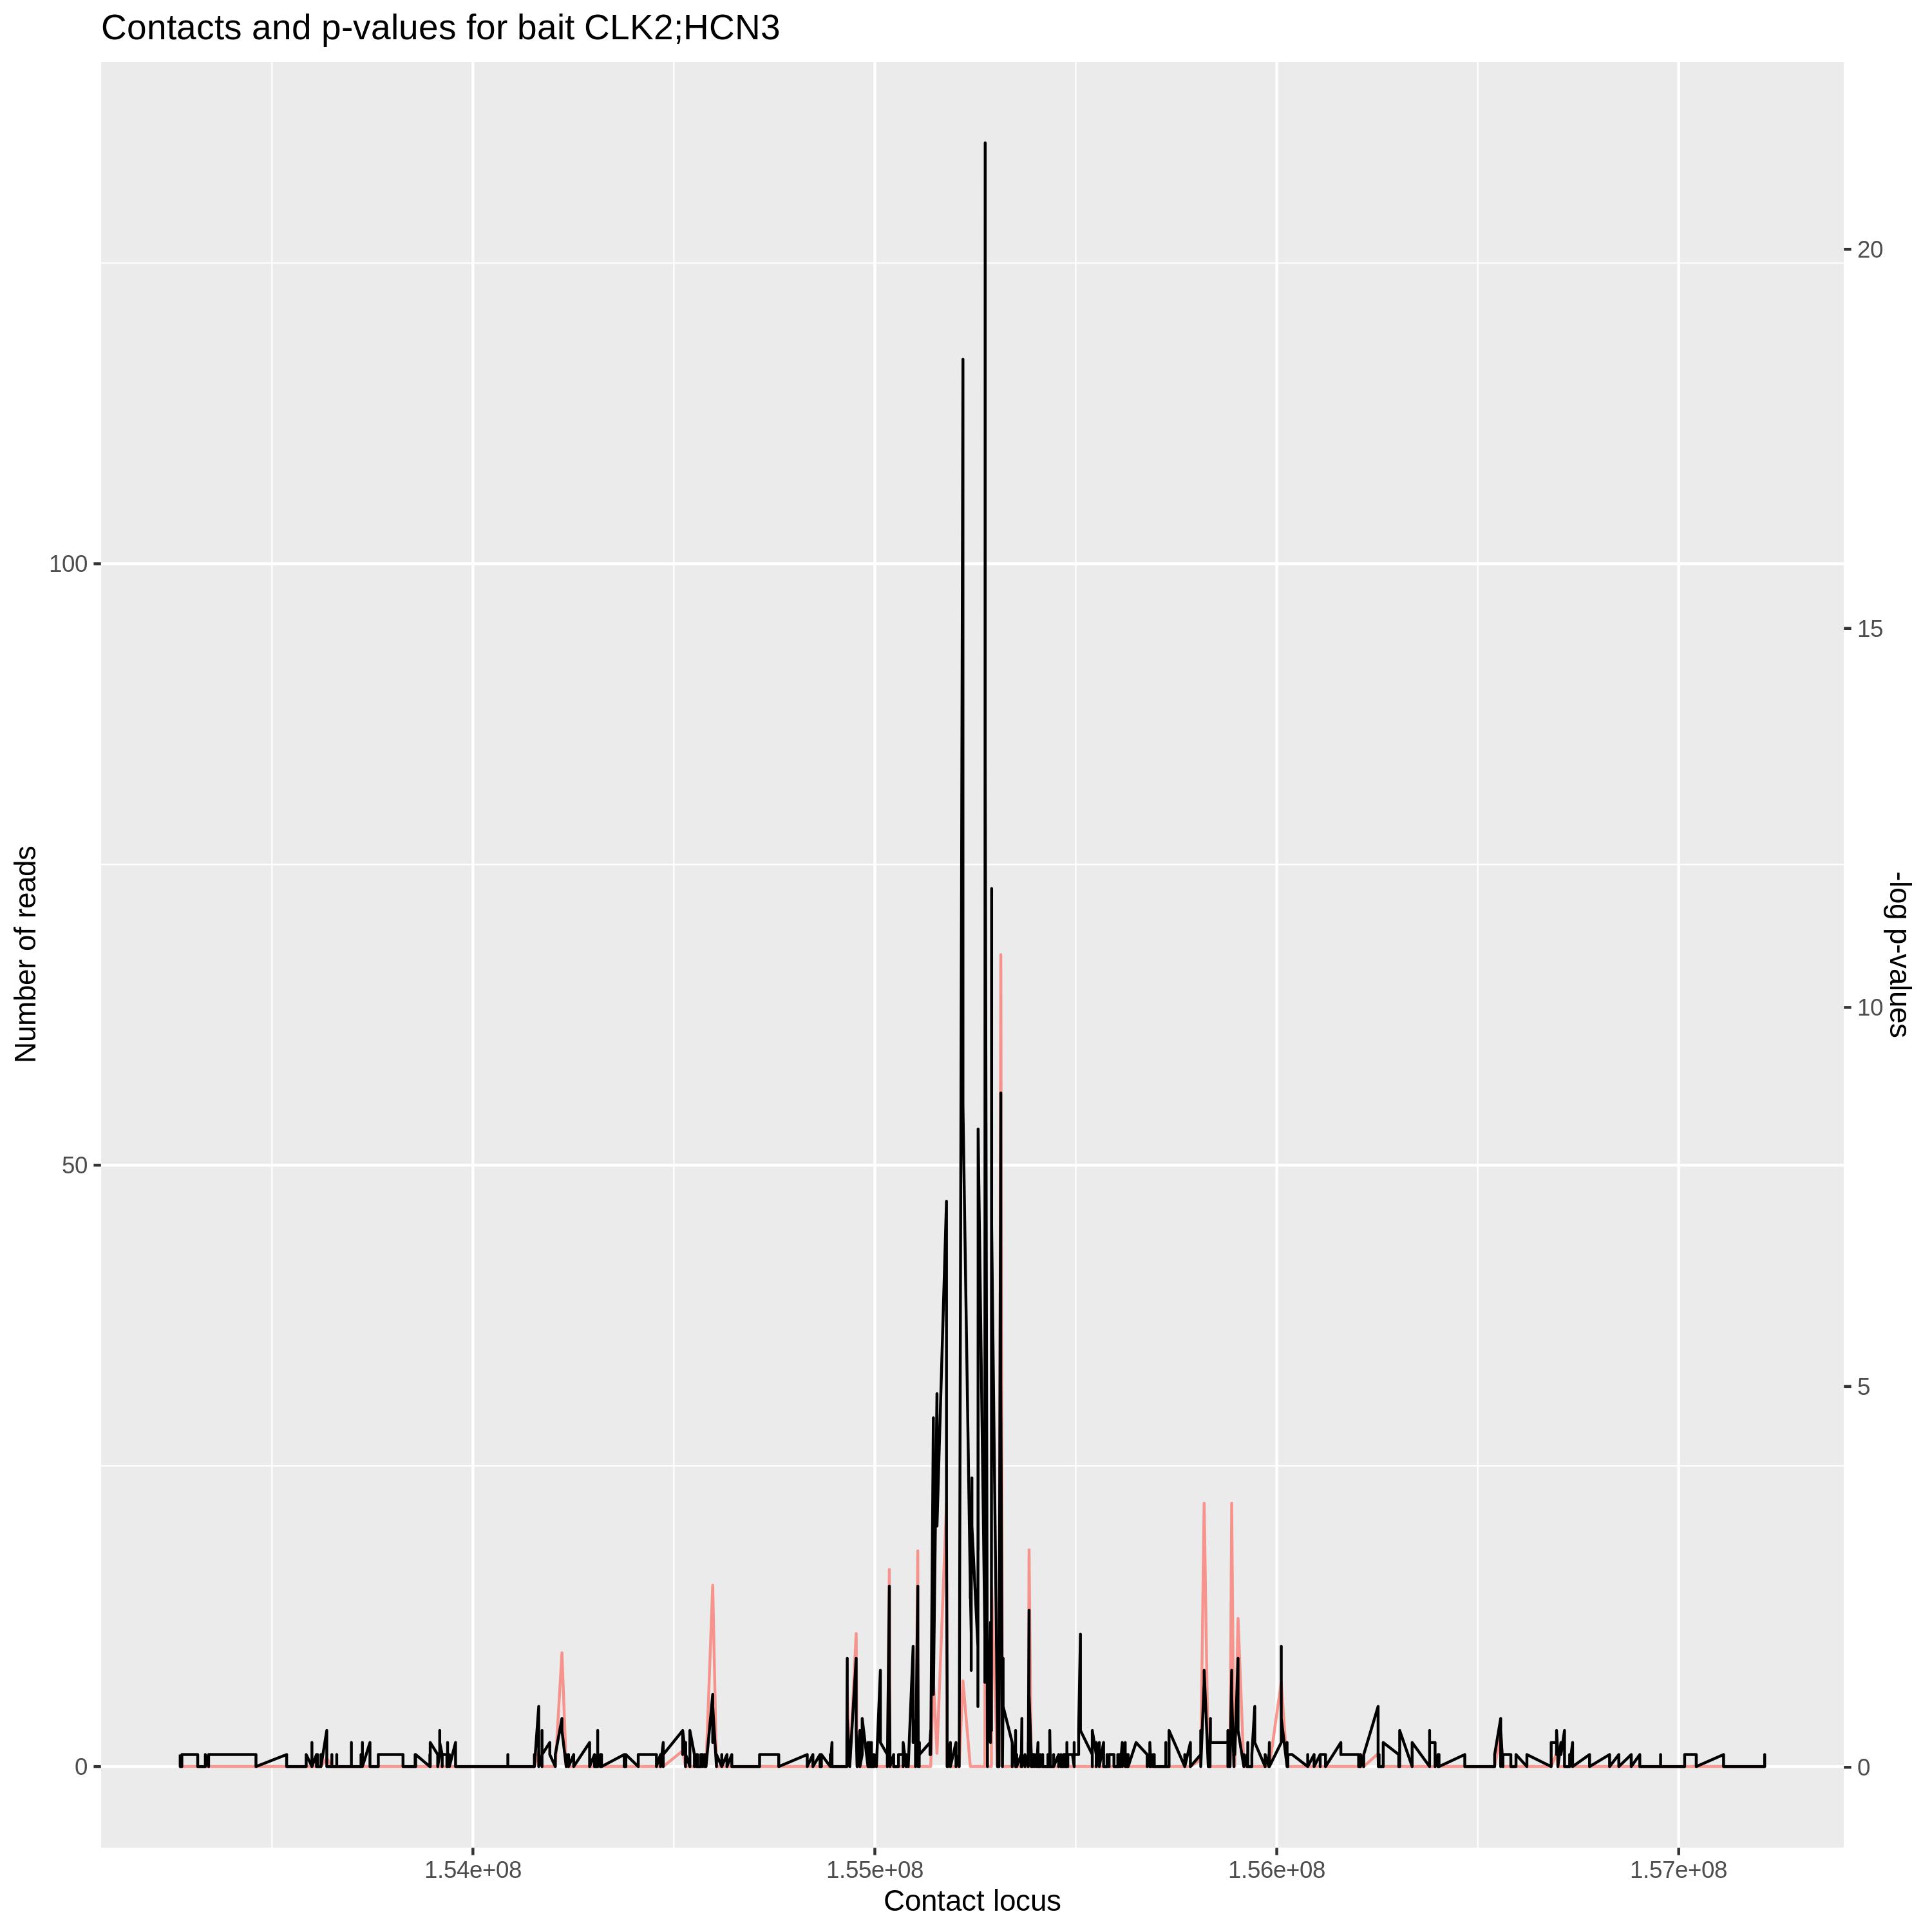 Contacts and p-values for bait CLK2;HCN3
Number of reads
100
50
0
20
15
10
5
0
-log p-values
1.54e+08
1.55e+08
1.56e+08
1.57e+08
Contact locus